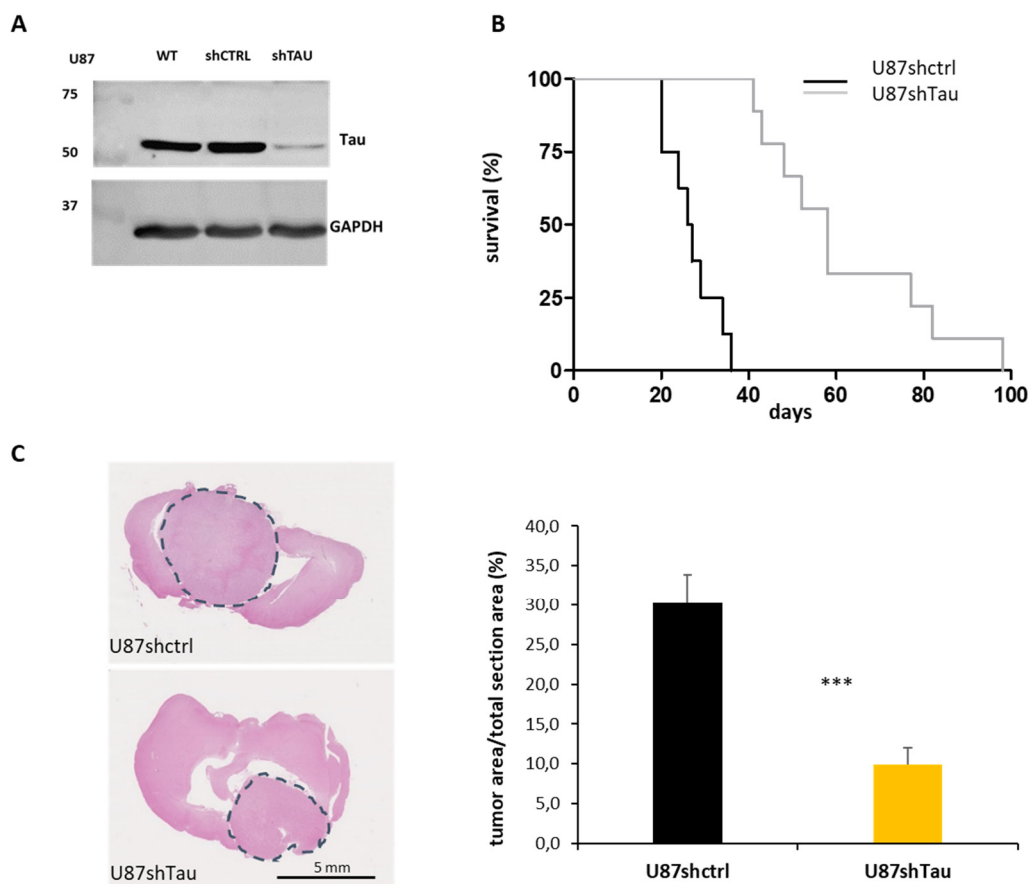 A
U87 WT shCTRL shTAU
75
50
Tau
37
GAPDH
B
U87shctrl
U87shTau
survival (%)
100
75
50
25
0
0 20 40 60 80 100
days
C
U87shctrl
U87shTau
5 mm
tumor area/total section area (%)
40,0
35,0
30,0
25,0
20,0
15,0
10,0
5,0
0,0
***
U87shctrl U87shTau